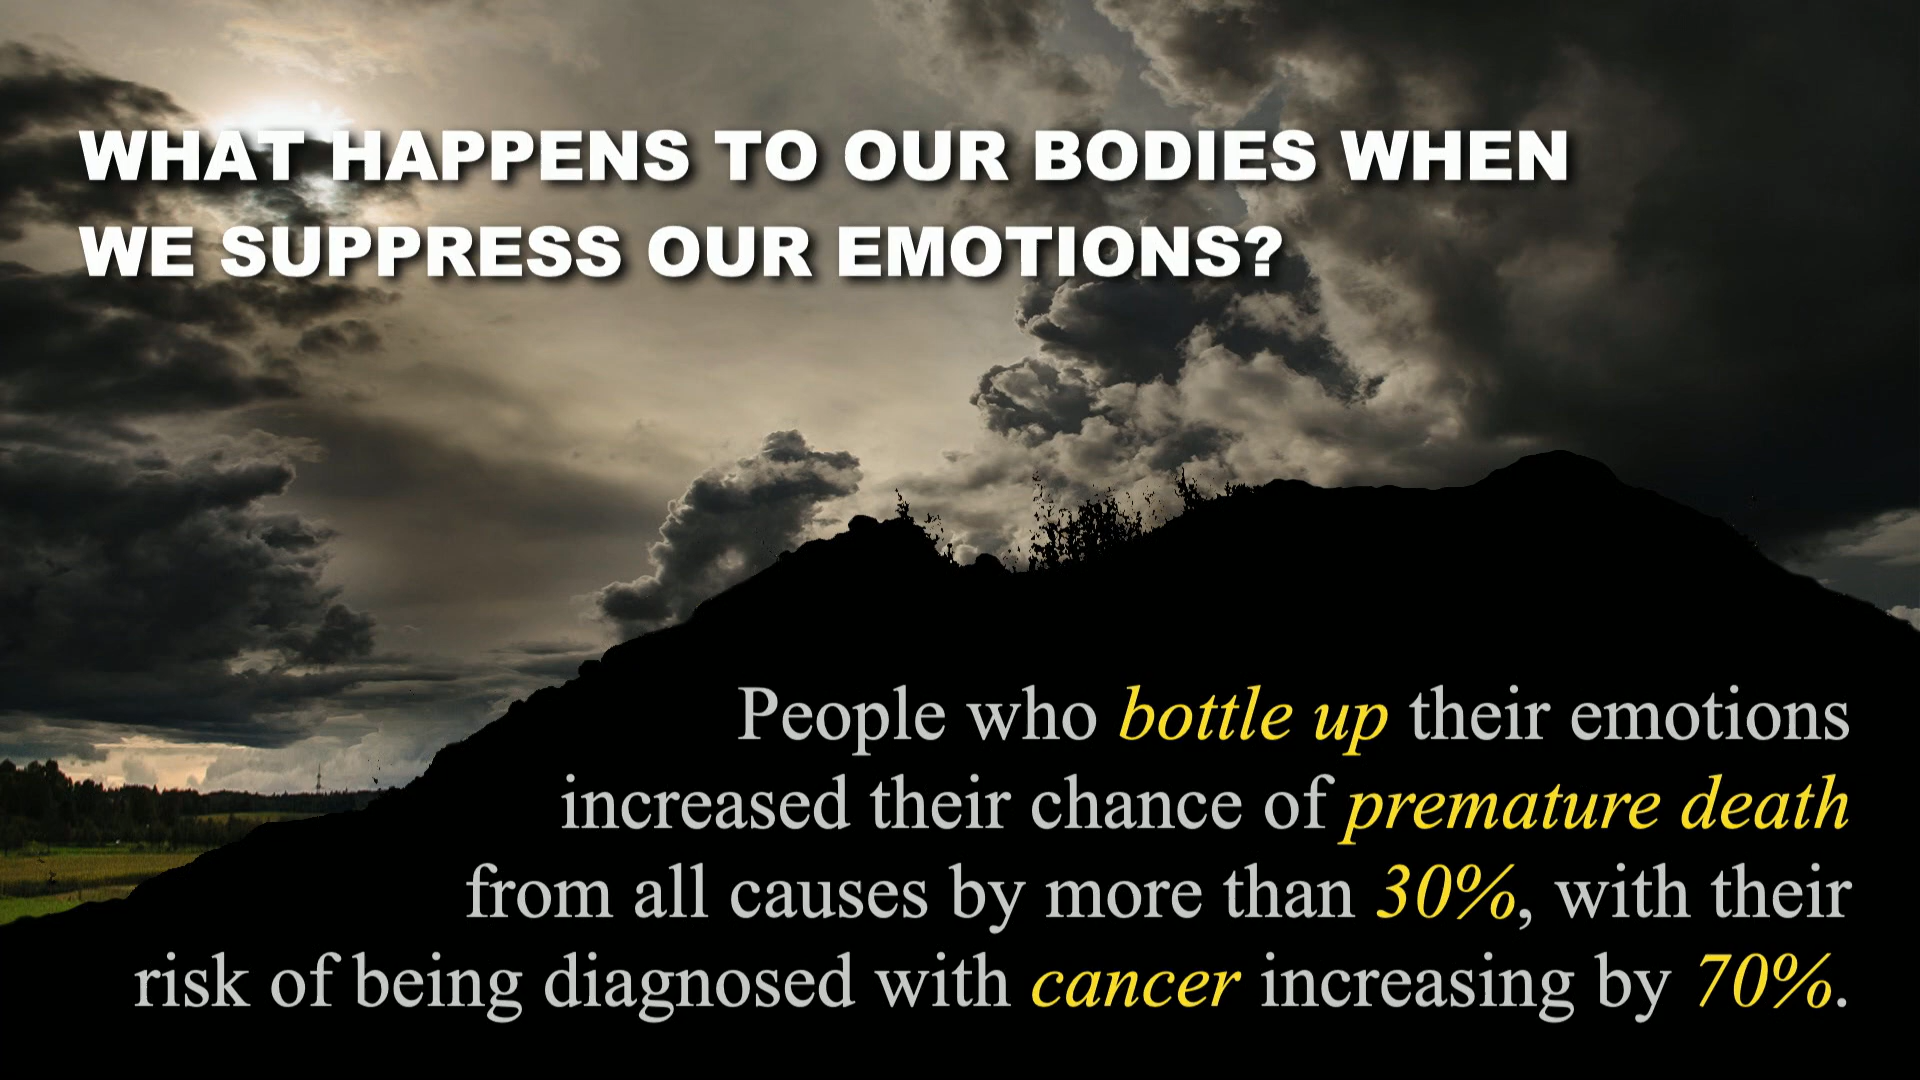 WHAT HAPPENS TO OUR BODIES WHEN
WE SUPPRESS OUR EMOTIONS?
People who bottle up their emotions
increased their chance of premature death
from all causes by more than 30%, with their
risk of being diagnosed with cancer increasing by 70%.